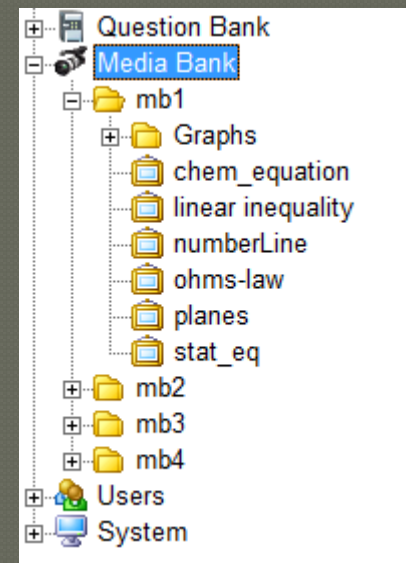 Question Bank
Media Bank
mb1
Graphs
chem_equation
linear inequality
numberLine
ohms-law
planes
stat_eq
mb2
mb3
mb4
Users
System